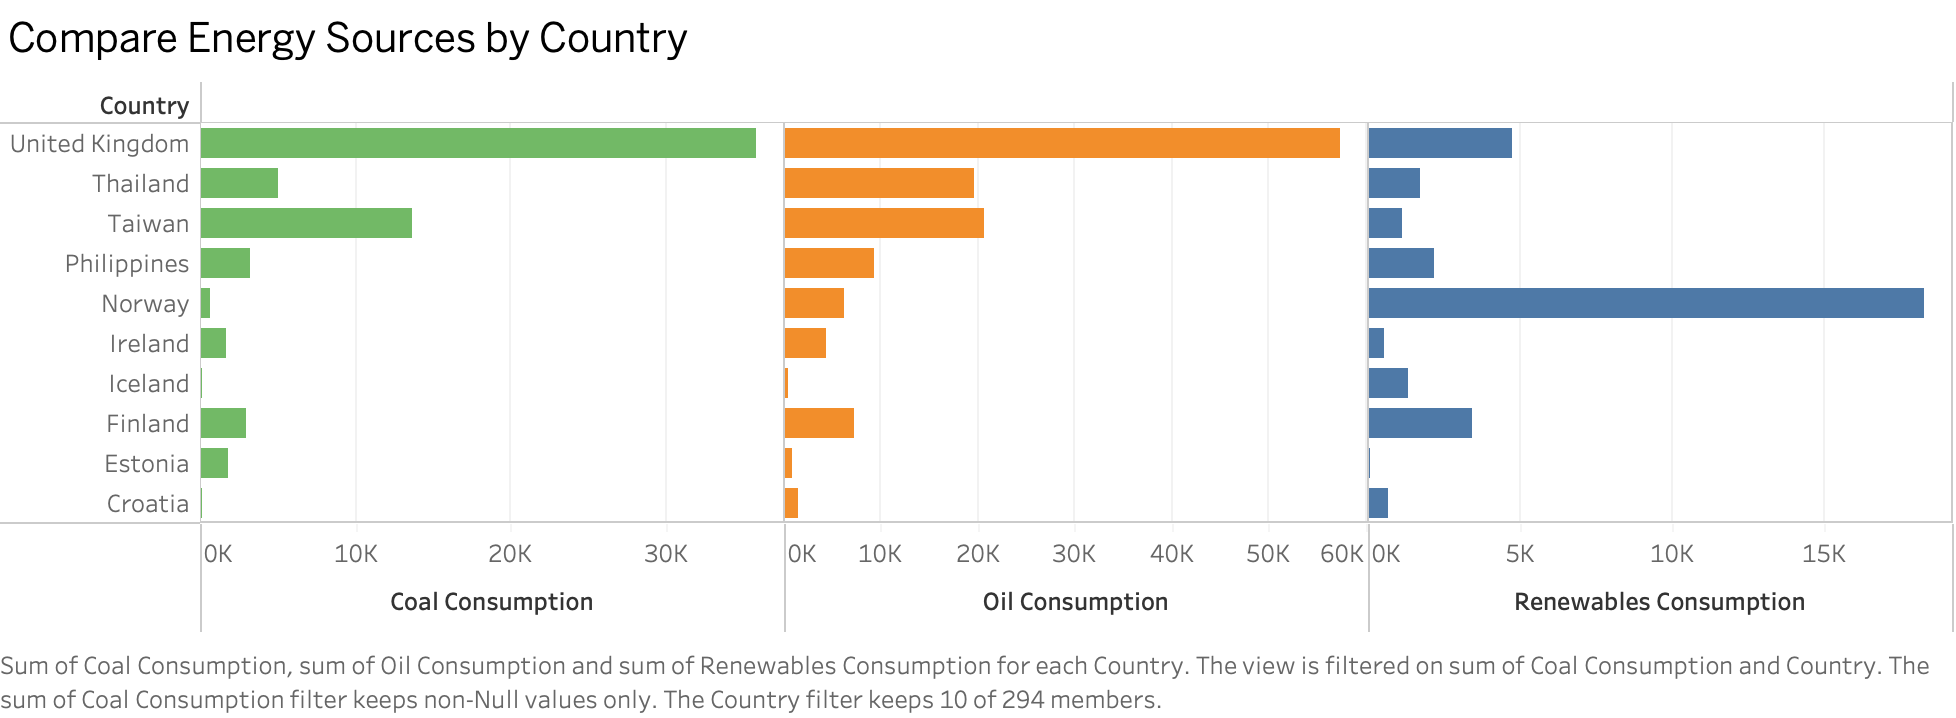 Compare Energy Sources by Country
Country
United Kingdom
Thailand
Taiwan
Philippines
Norway
Ireland
Iceland
Finland
Estonia
Croatia
0K 10K 20K 30K 0K 10K 20K 30K 40K 50K 60K 0K 5K 10K 15K
Coal Consumption Oil Consumption Renewables Consumption
Sum of Coal Consumption, sum of Oil Consumption and sum of Renewables Consumption for each Country. The view is filtered on sum of Coal Consumption and Country. The
sum of Coal Consumption filter keeps non-Null values only. The Country filter keeps 10 of 294 members.